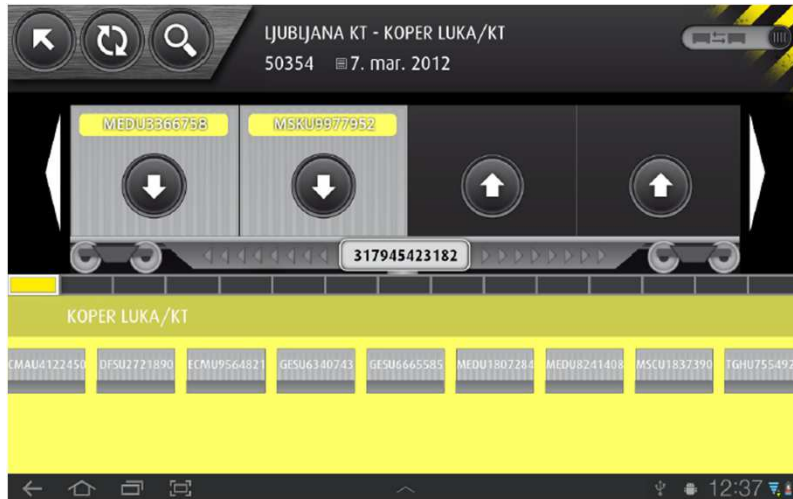 LJUBLJANA KT - KOPER LUKA/KT
50354 7. mar. 2012
MEDU3366758 MSKU9977952
317945423182
KOPER LUKA/KT
CMAU4122450 DFSU2721890 ECMU9564821 GESU6340743 GESU6665585 MEDU1807284 MEDU8241408 MSCU1837390 TGHU755492
12:37